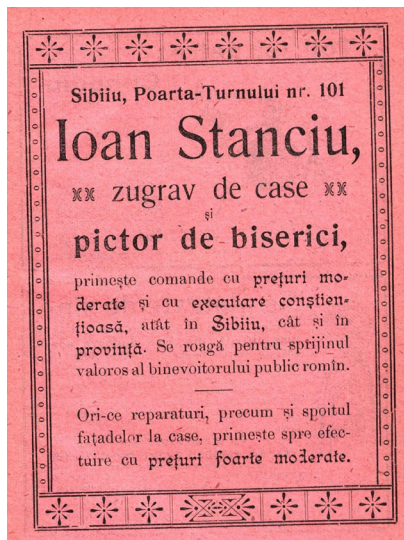 Sibiiu, Poarta-Turnului nr. 101
Ioan Stanciu,
zugrav de case
și
pictor de biserici,
primește comande cu prețuri mo-
derate și cu executare conștien-
țioasă, atât în Sibiiu, cât și în
provință. Se roagă pentru sprijinul
valoros al binevoitorului public romîn.
Ori-ce reparaturi, precum și spoitul
fațadelor la case, primește spre efec-
tuire cu prețuri foarte moderate.